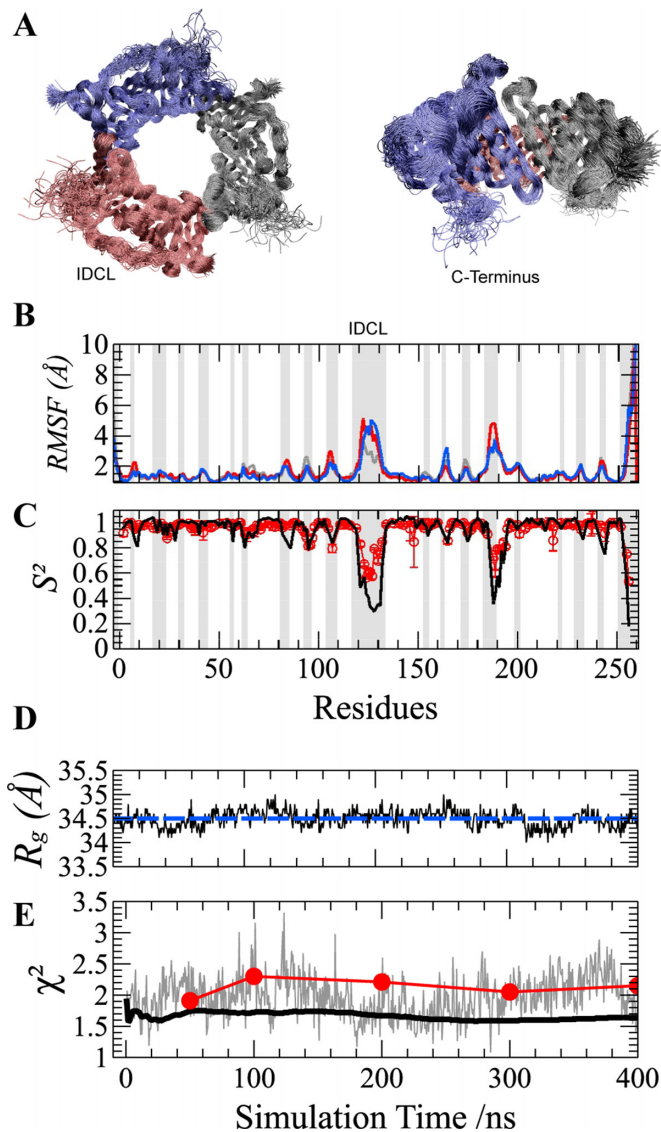 A
IDCL
C-Terminus
B
IDCL
RMSF (Å)
10
8
6
4
2
C
S²
1
0.8
0.6
0.4
0.2
0
0 50 100 150 200 250
Residues
D
R_g (Å)
35.5
35
34.5
34
33.5
E
χ²
3.5
3
2.5
2
1.5
1
0 100 200 300 400
Simulation Time /ns